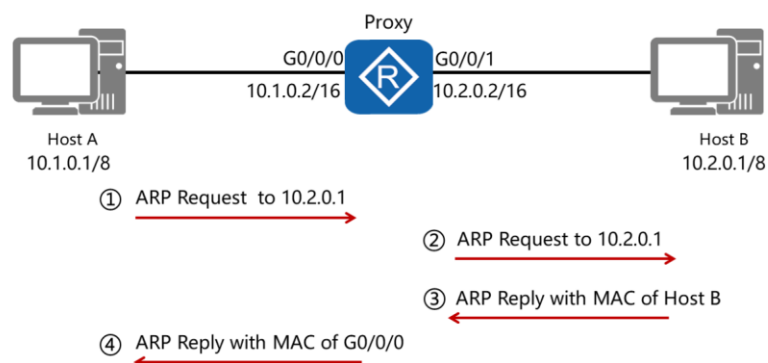 Proxy
G0/0/0
G0/0/1
R
10.1.0.2/16
10.2.0.2/16
Host A
Host B
10.1.0.1/8
10.2.0.1/8
① ARP Request to 10.2.0.1
② ARP Request to 10.2.0.1
③ ARP Reply with MAC of Host B
④ ARP Reply with MAC of G0/0/0